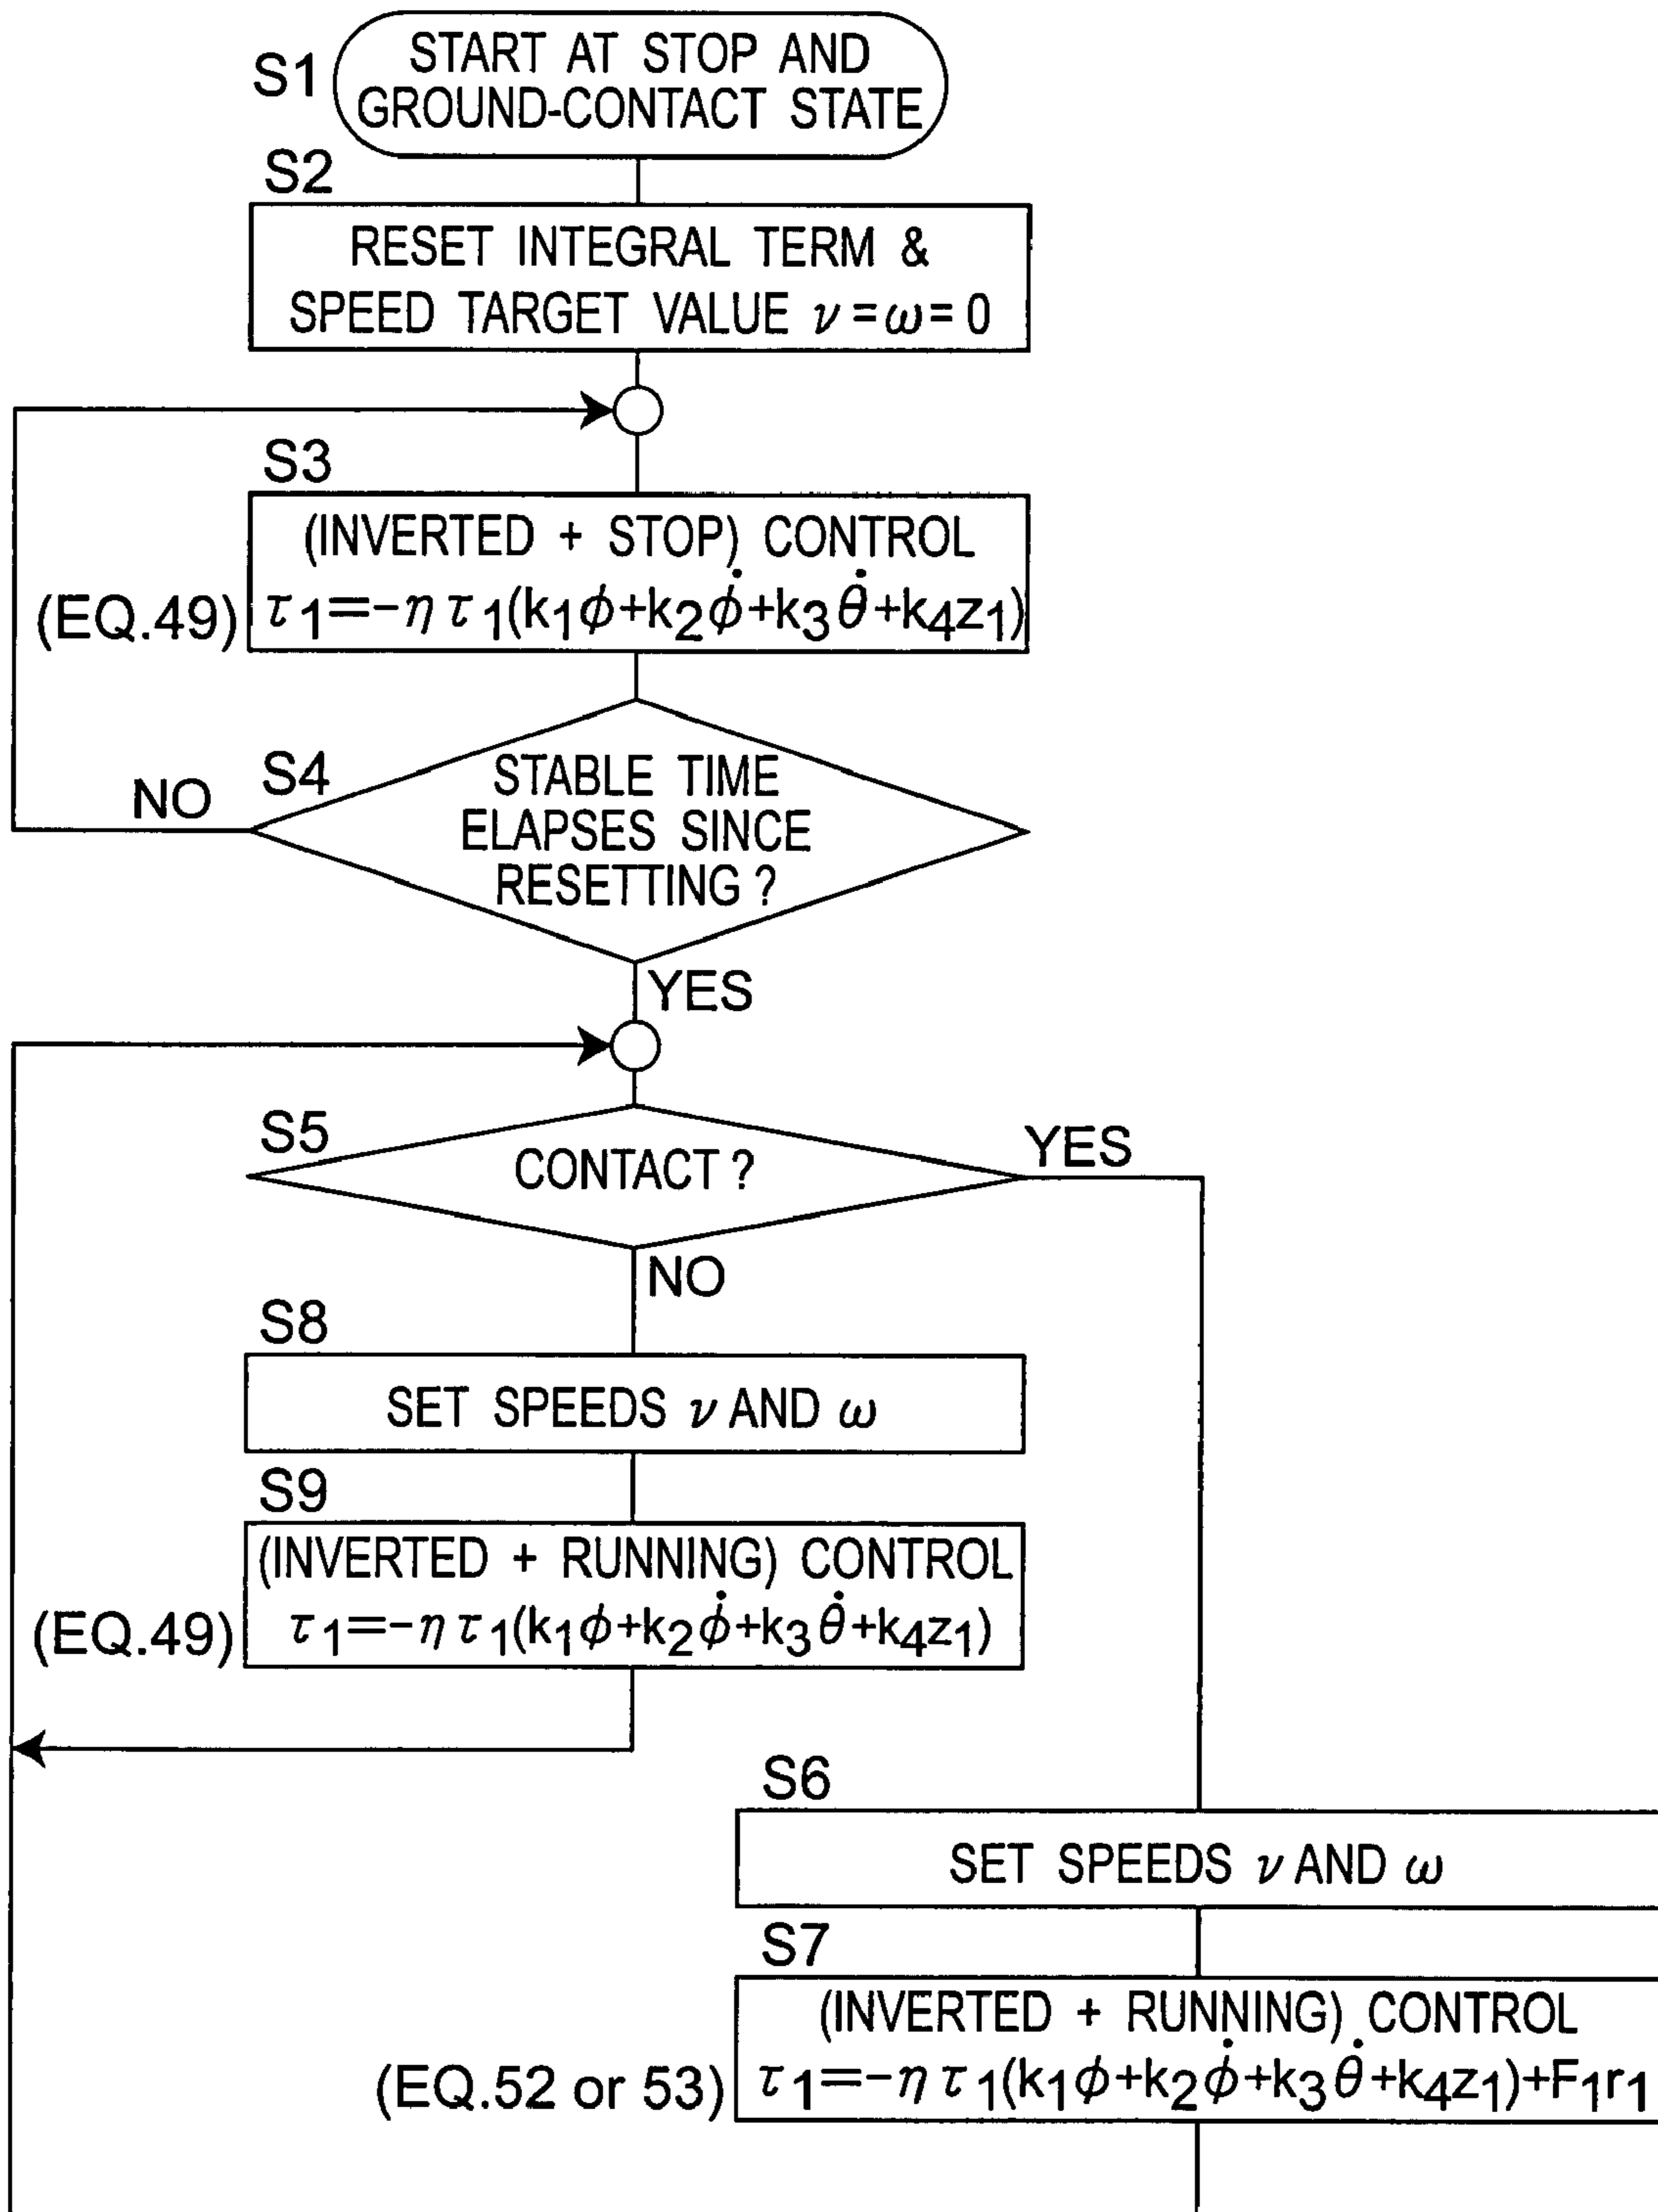 S1
START AT STOP AND
GROUND-CONTACT STATE
S2
RESET INTEGRAL TERM &
SPEED TARGET VALUE ν=ω=0
S3
(INVERTED + STOP) CONTROL
(EQ.49) τ1=-ητ1(k1ϕ+k2ϕ̇+k3θ̇+k4z1)
S4
STABLE TIME
ELAPSES SINCE
RESETTING ?
NO
YES
S5
CONTACT ?
YES
NO
S8
SET SPEEDS ν AND ω
S9
(INVERTED + RUNNING) CONTROL
(EQ.49) τ1=-ητ1(k1ϕ+k2ϕ̇+k3θ̇+k4z1)
S6
SET SPEEDS ν AND ω
S7
(INVERTED + RUNNING) CONTROL
(EQ.52 or 53) τ1=-ητ1(k1ϕ+k2ϕ̇+k3θ̇+k4z1)+F1r1